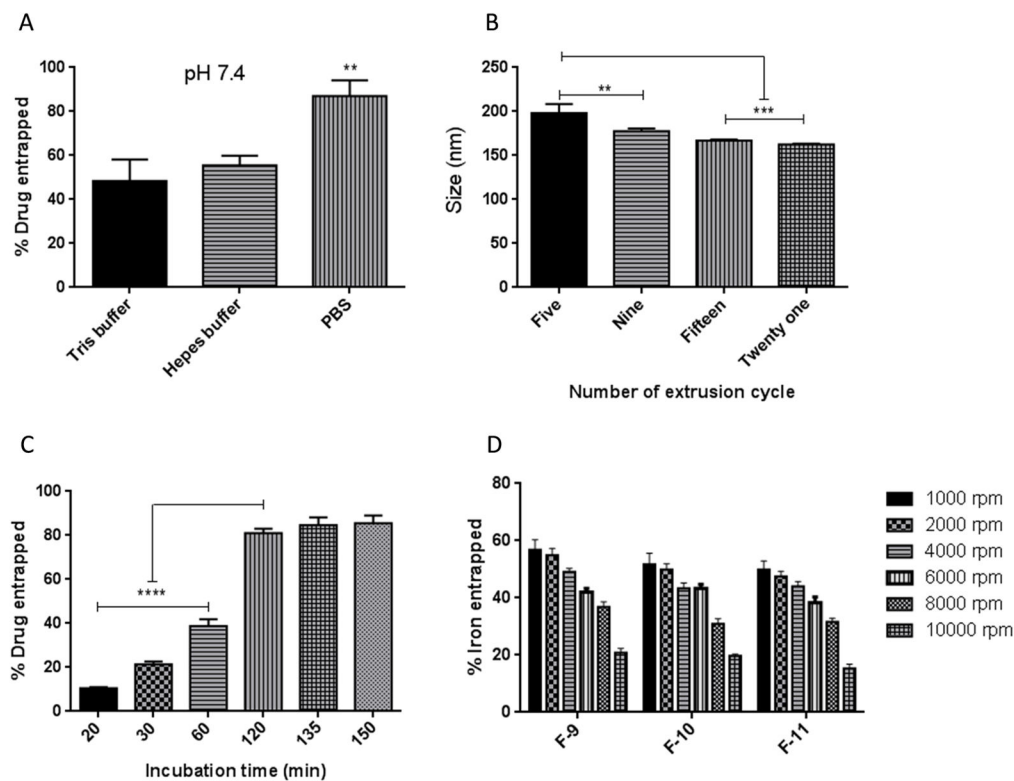 A
pH 7.4
**
% Drug entrapped
100
80
60
40
20
0
Tris buffer
Hepes buffer
PBS
B
Size (nm)
250
200
150
100
50
0
**
***
Five
Nine
Fifteen
Twenty one
Number of extrusion cycle
C
% Drug entrapped
100
80
60
40
20
0
****
20
30
60
120
135
150
Incubation time (min)
D
% Iron entrapped
80
60
40
20
0
F-9
F-10
F-11
1000 rpm
2000 rpm
4000 rpm
6000 rpm
8000 rpm
10000 rpm